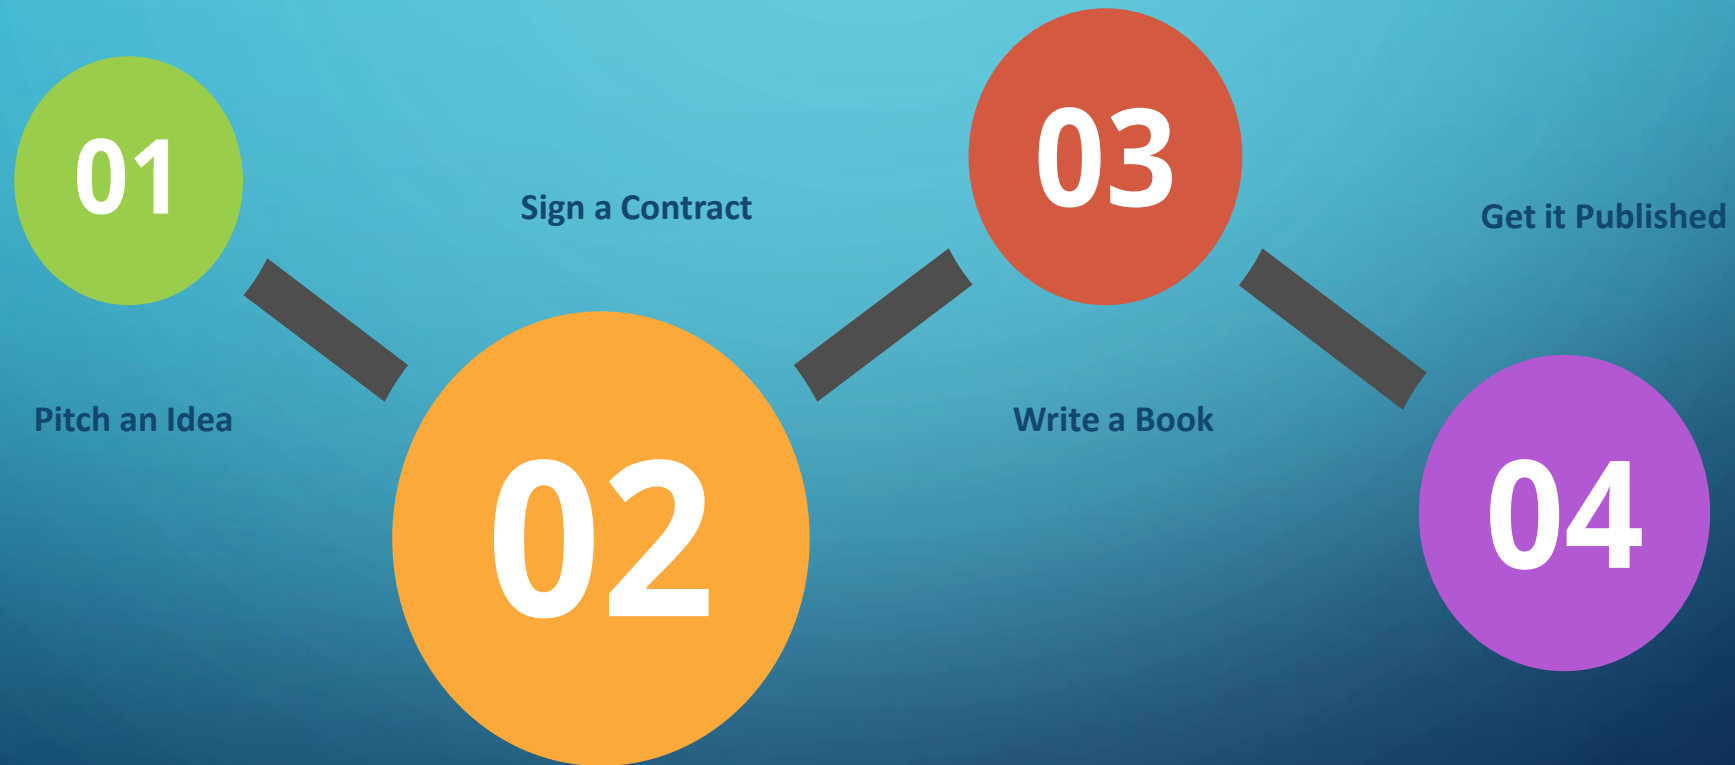 01
Pitch an Idea
Sign a Contract
02
03
Write a Book
Get it Published
04